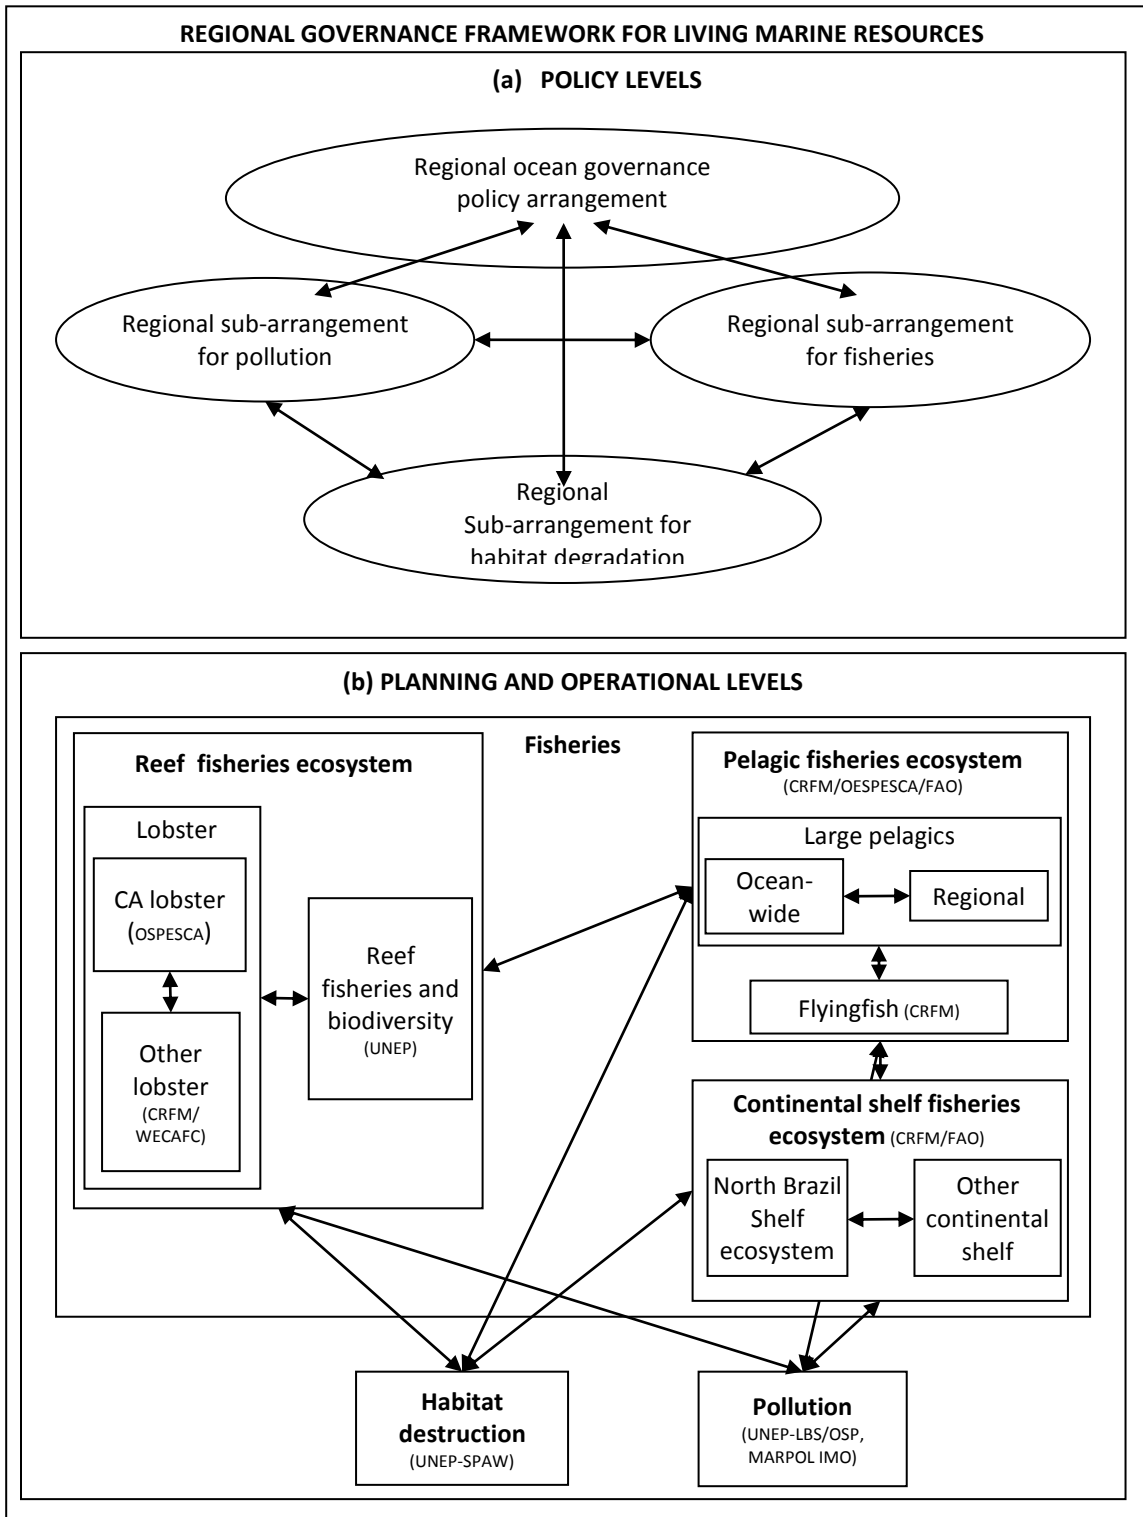 REGIONAL GOVERNANCE FRAMEWORK FOR LIVING MARINE RESOURCES
(a) POLICY LEVELS
Regional ocean governance
policy arrangement
Regional sub-arrangement
for pollution
Regional sub-arrangement
for fisheries
Regional
Sub-arrangement for
habitat degradation
(b) PLANNING AND OPERATIONAL LEVELS
Fisheries
Reef fisheries ecosystem
Lobster
CA lobster
(OSPESCA)
Other
lobster
(CRFM/
WECAFC)
Reef
fisheries and
biodiversity
(UNEP)
Pelagic fisheries ecosystem
(CRFM/OESPESCA/FAO)
Large pelagics
Ocean-
wide
Regional
Flyingfish (CRFM)
Continental shelf fisheries
ecosystem (CRFM/FAO)
North Brazil
Shelf
ecosystem
Other
continental
shelf
Habitat
destruction
(UNEP-SPAW)
Pollution
(UNEP-LBS/OSP,
MARPOL IMO)